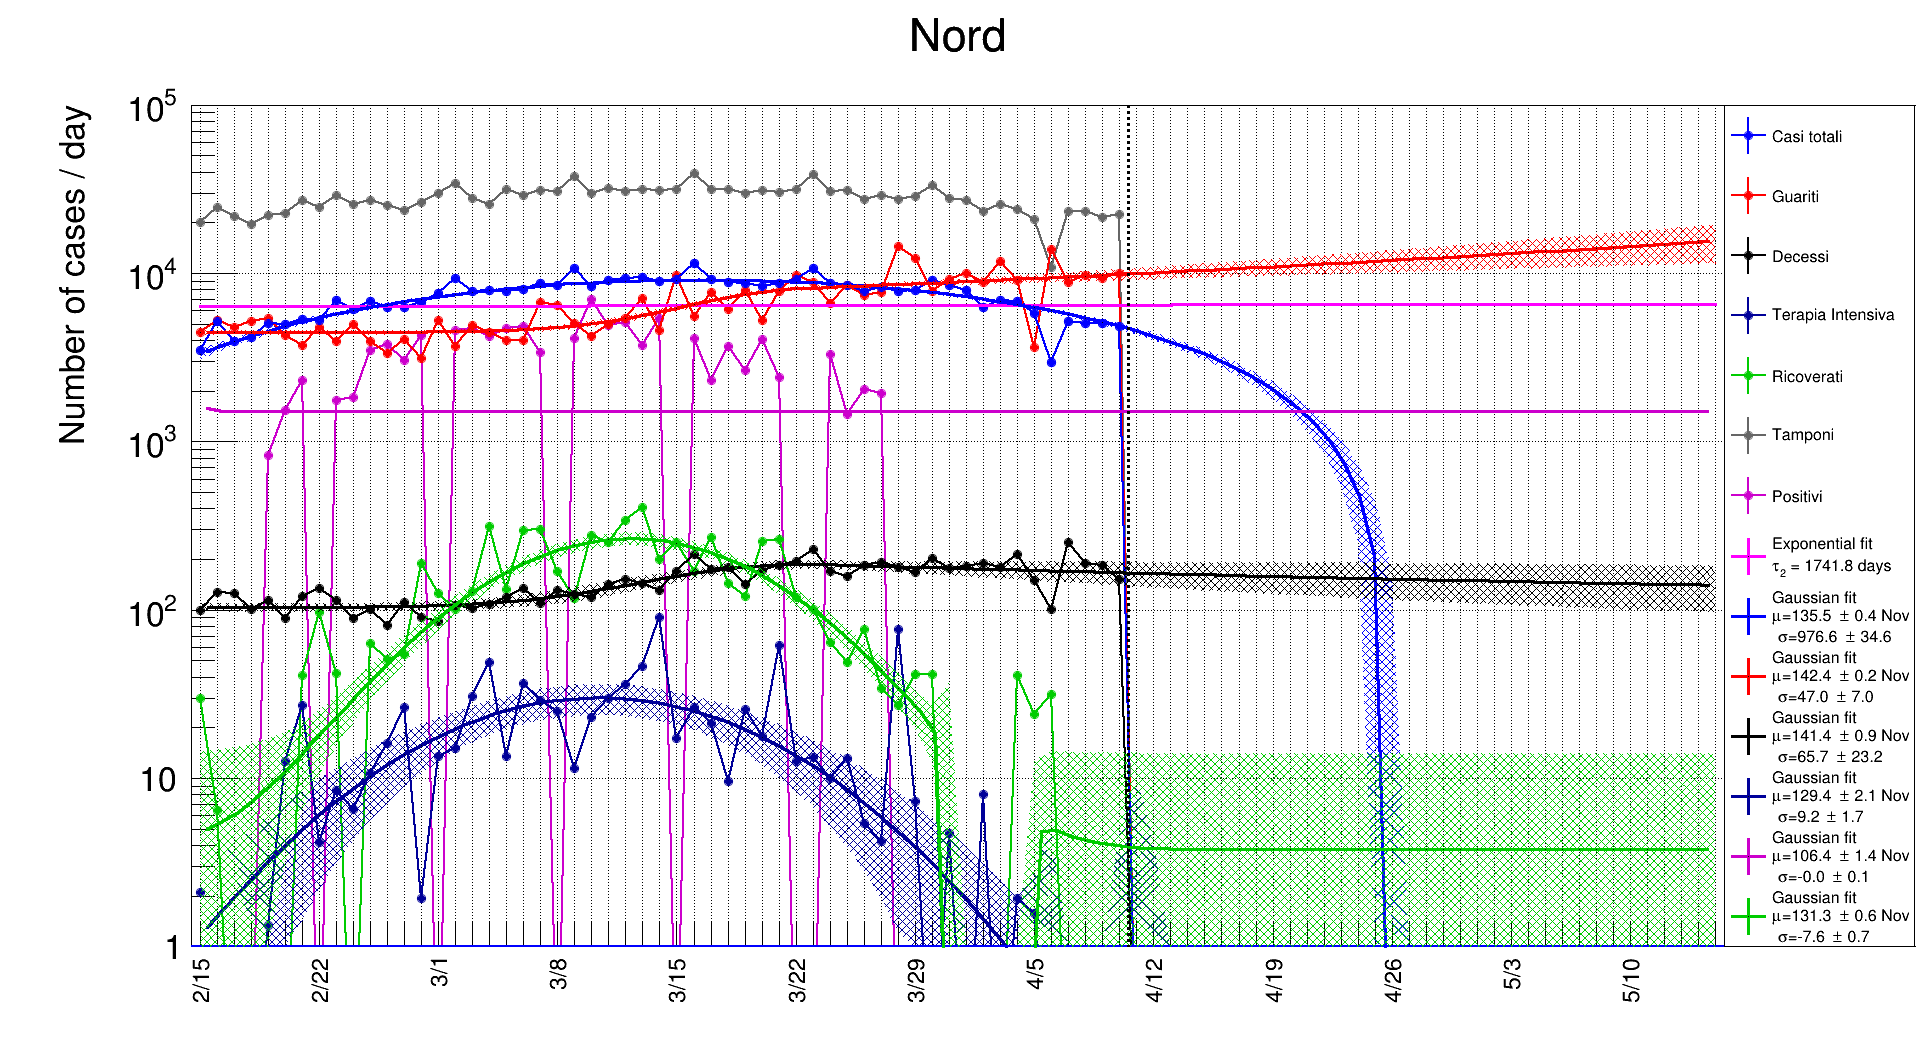 Nord
Number of cases / day
10^5
10^4
10^3
10^2
10
1
2/15
2/22
3/1
3/8
3/15
3/22
3/29
4/5
4/12
4/19
4/26
5/3
5/10
Casi totali
Guariti
Decessi
Terapia Intensiva
Ricoverati
Tamponi
Positivi
Exponential fit
τ₂ = 1741.8 days
Gaussian fit
μ=135.5 ± 0.4 Nov
σ=976.6 ± 34.6
Gaussian fit
μ=142.4 ± 0.2 Nov
σ=47.0 ± 7.0
Gaussian fit
μ=141.4 ± 0.9 Nov
σ=65.7 ± 23.2
Gaussian fit
μ=129.4 ± 2.1 Nov
σ=9.2 ± 1.7
Gaussian fit
μ=106.4 ± 1.4 Nov
σ=-0.0 ± 0.1
Gaussian fit
μ=131.3 ± 0.6 Nov
σ=-7.6 ± 0.7